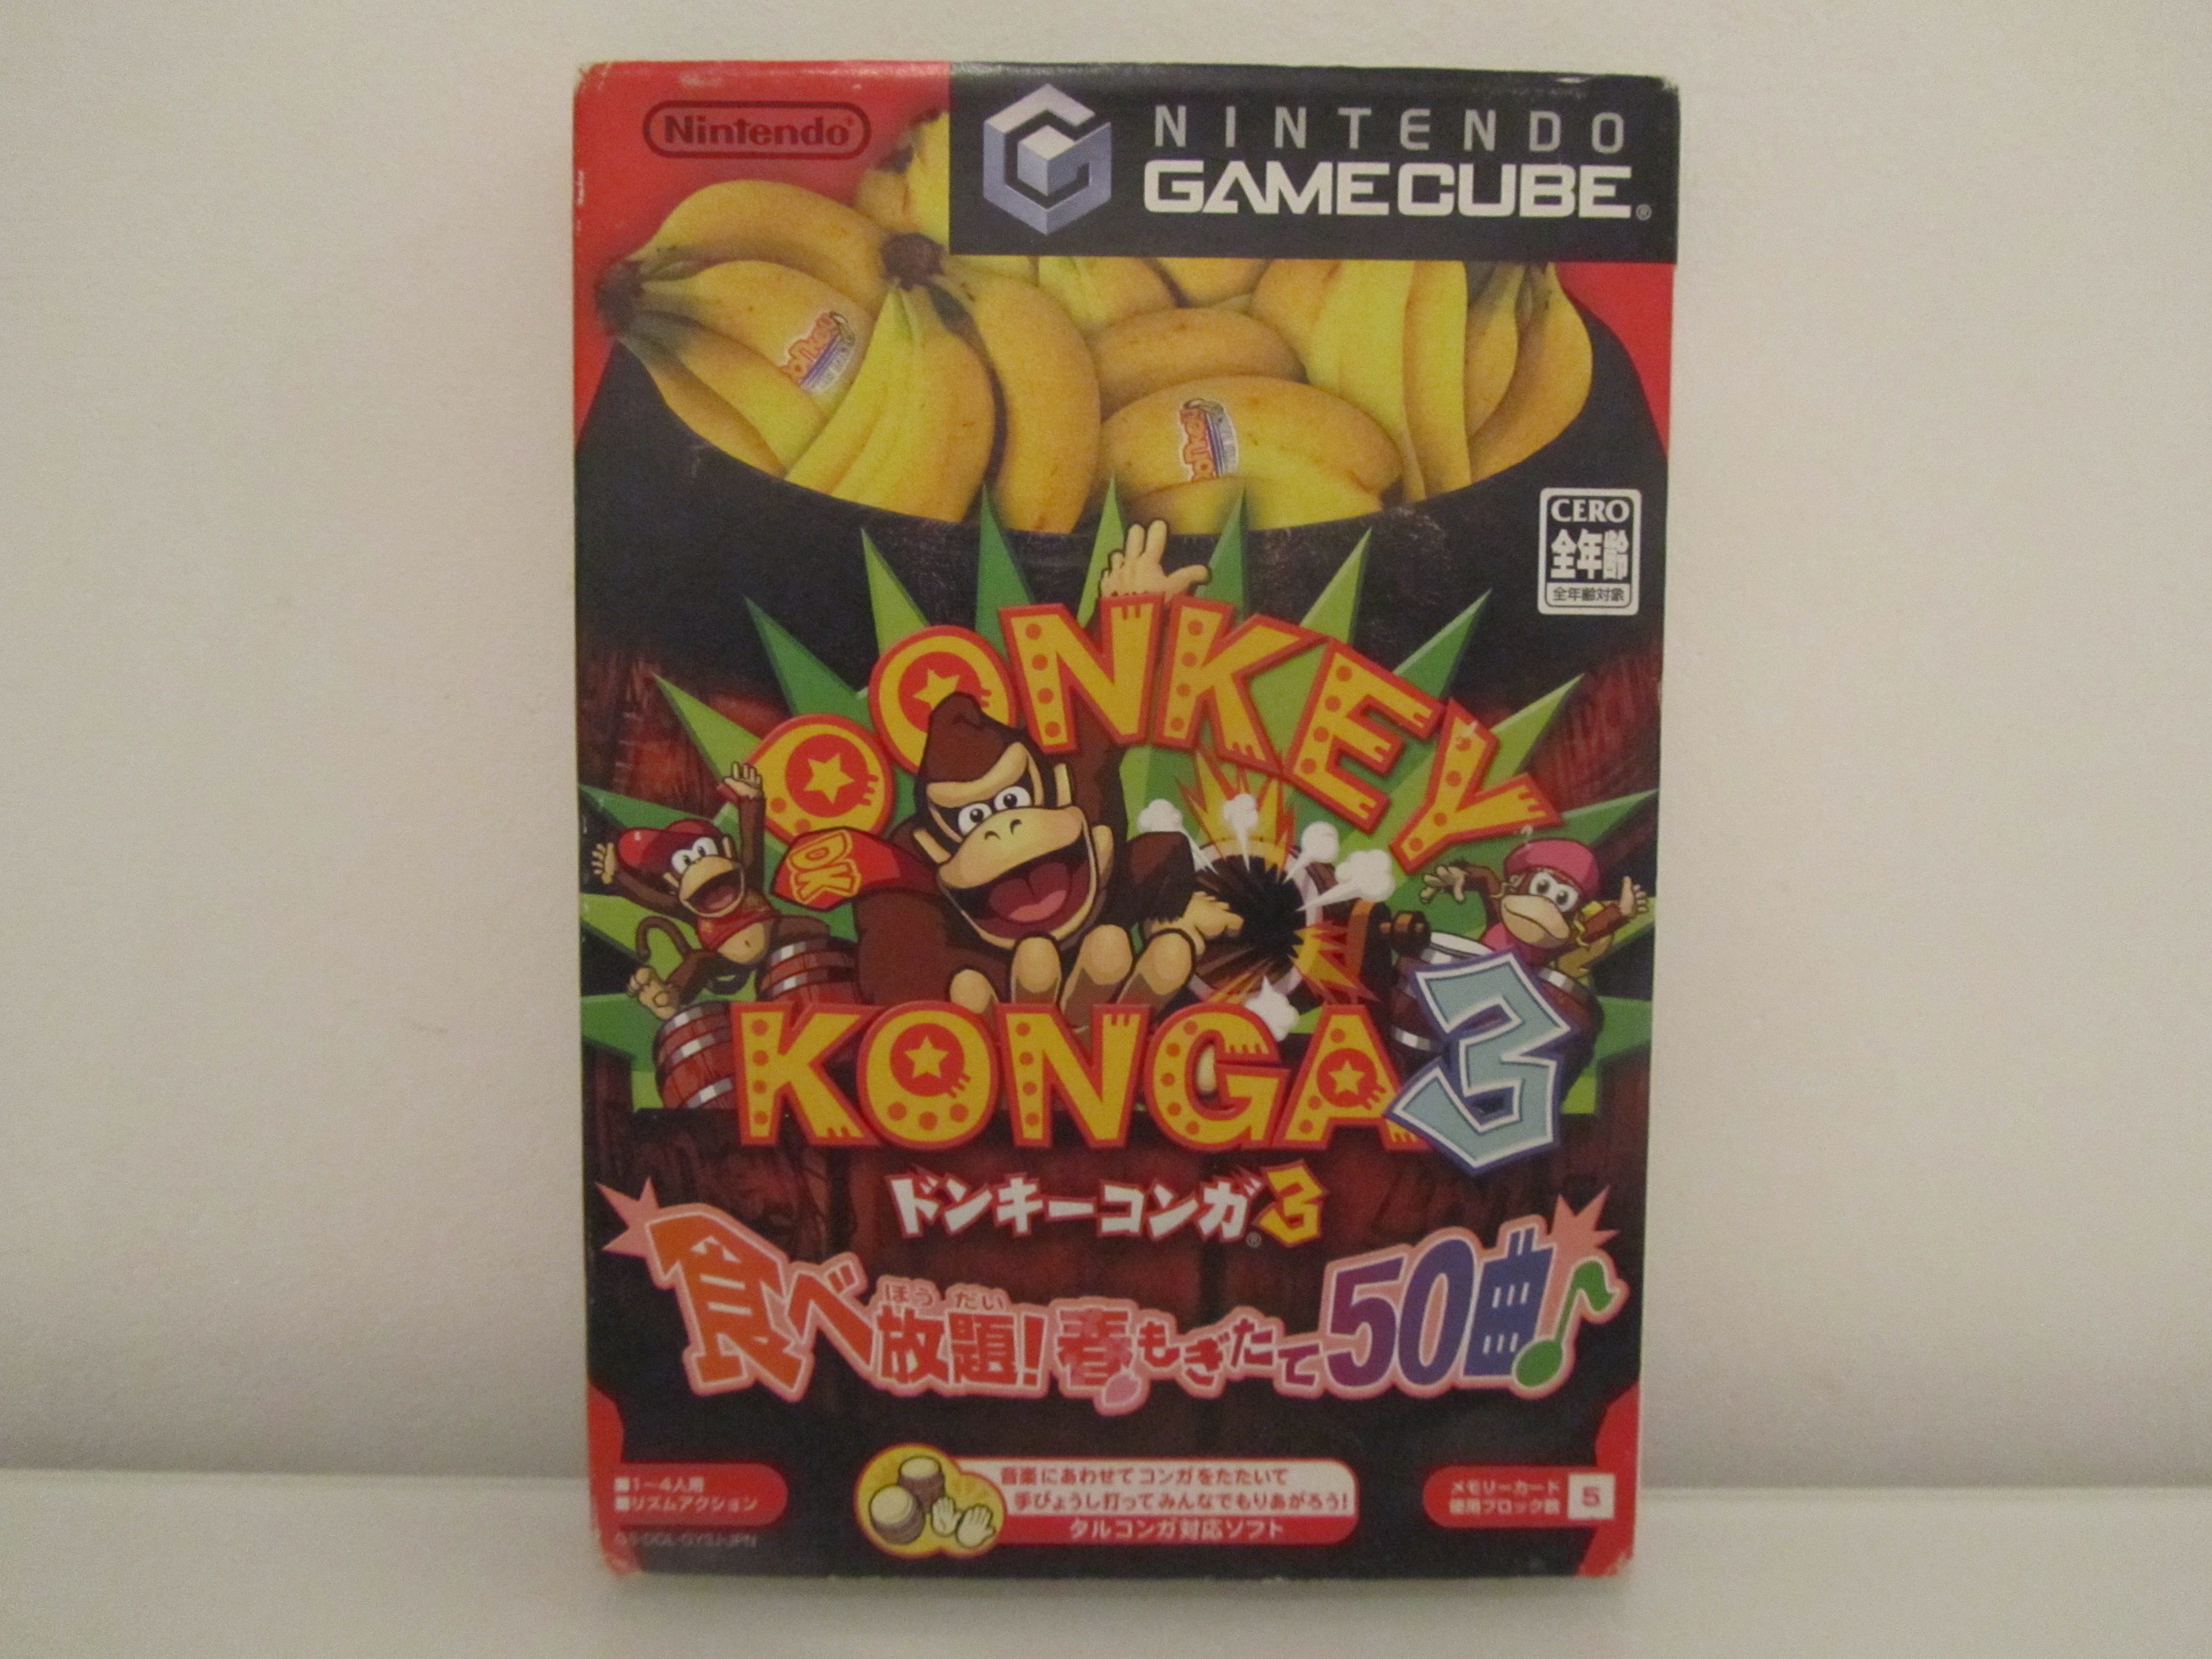 Nintendo
NINTENDO
GAMECUBE®
CERO
全年齢
全年齢対象
DONKEY
DK
KONGA 3
ドンキーコンガ®3
ほうだい
食べ放題!春もぎたて50曲
■1〜4人用
■リズムアクション
音楽にあわせてコンガをたたいて
手びょうし打ってみんなでもりあがろう!
タルコンガ対応ソフト
メモリーカード
使用ブロック数 5